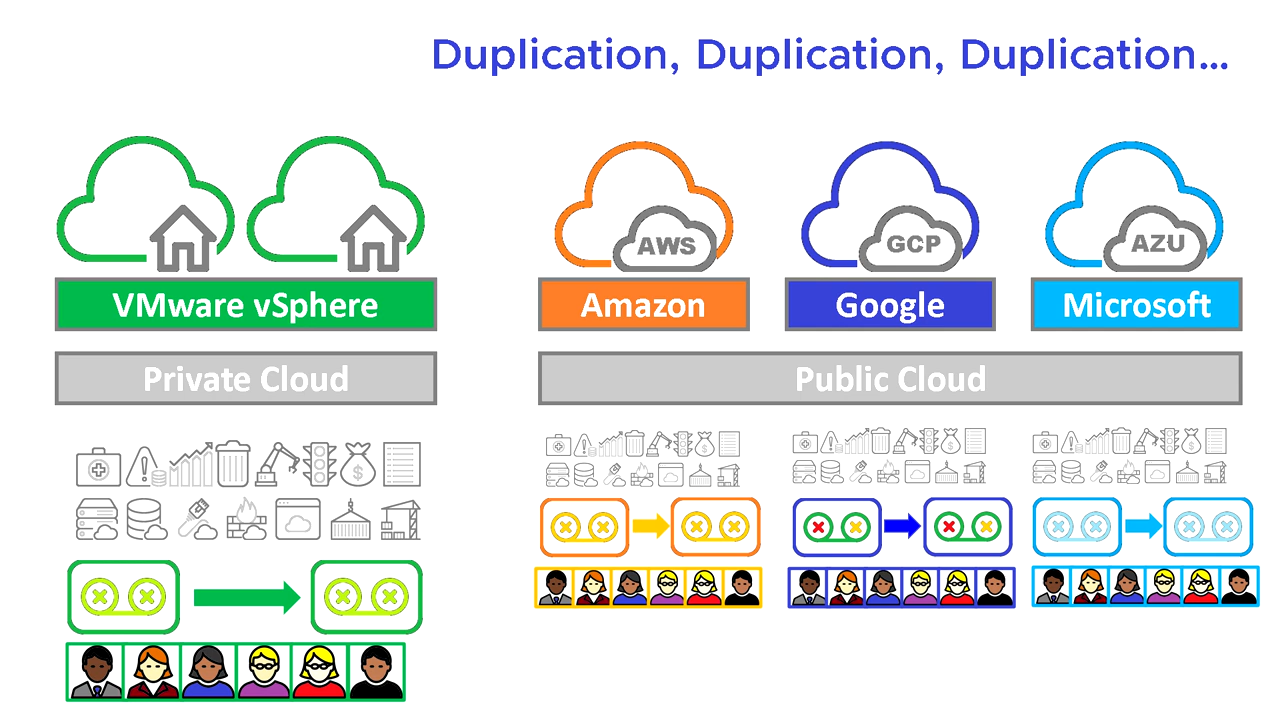 Duplication, Duplication, Duplication...
AWS
GCP
AZU
VMware vSphere
Amazon
Google
Microsoft
Private Cloud
Public Cloud